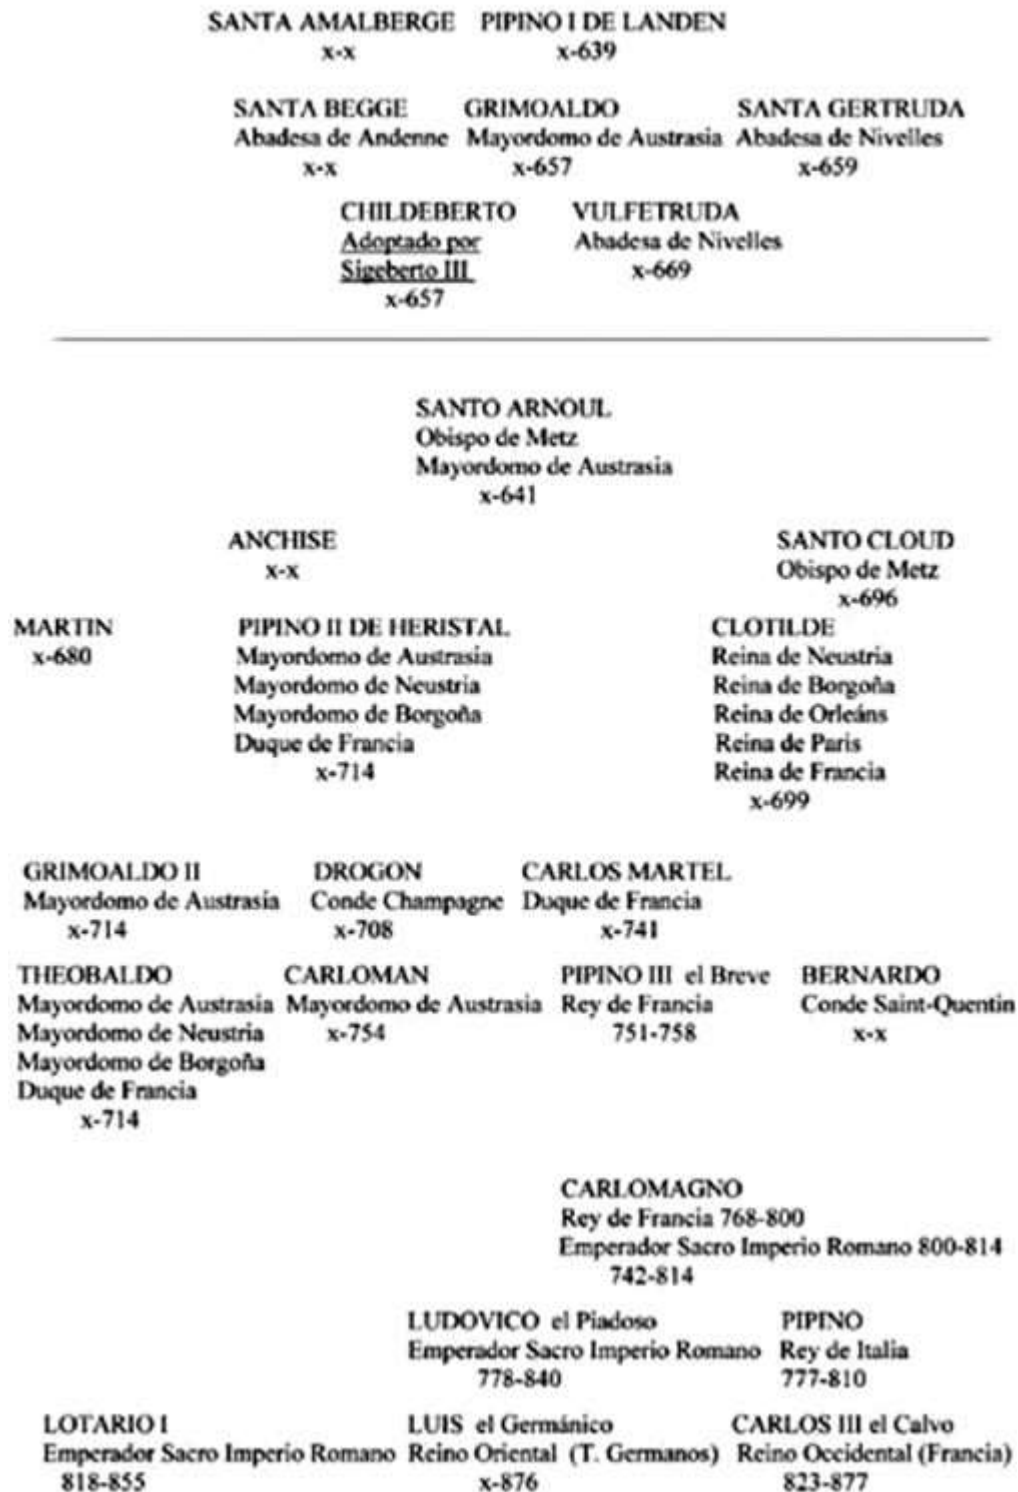 SANTA AMALBERGE PIPINO I DE LANDEN
x-x x-639
SANTA BEGGE GRIMOALDO SANTA GERTRUDA
Abadesa de Andenne Mayordomo de Austrasia Abadesa de Nivelles
x-x x-657 x-659
CHILDEBERTO VULFETRUDA
Adoptado por Abadesa de Nivelles
Sigeberto III x-669
x-657
SANTO ARNOUL
Obispo de Metz
Mayordomo de Austrasia
x-641
ANCHISE SANTO CLOUD
x-x Obispo de Metz
x-696
MARTIN PIPINO II DE HERISTAL CLOTILDE
x-680 Mayordomo de Austrasia Reina de Neustria
Mayordomo de Neustria Reina de Borgoña
Mayordomo de Borgoña Reina de Orleáns
Duque de Francia Reina de Paris
x-714 Reina de Francia
x-699
GRIMOALDO II DROGON CARLOS MARTEL
Mayordomo de Austrasia Conde Champagne Duque de Francia
x-714 x-708 x-741
THEOBALDO CARLOMAN PIPINO III el Breve BERNARDO
Mayordomo de Austrasia Mayordomo de Austrasia Rey de Francia Conde Saint-Quentin
Mayordomo de Neustria x-754 751-758 x-x
Mayordomo de Borgoña
Duque de Francia
x-714
CARLOMAGNO
Rey de Francia 768-800
Emperador Sacro Imperio Romano 800-814
742-814
LUDOVICO el Piadoso PIPINO
Emperador Sacro Imperio Romano Rey de Italia
778-840 777-810
LOTARIO I LUIS el Germánico CARLOS III el Calvo
Emperador Sacro Imperio Romano Reino Oriental (T. Germanos) Reino Occidental (Francia)
818-855 x-876 823-877